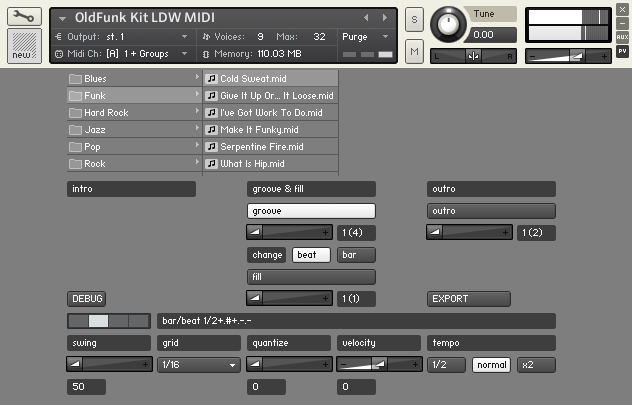 OldFunk Kit LDW MIDI
Output: st. 1 Voices: 9 Max: 32 Purge
Midi Ch: [A] 1 + Groups Memory: 110.03 MB
new
S
M
Tune
0.00
L R
AUX
PV
Blues
Funk
Hard Rock
Jazz
Pop
Rock
Cold Sweat.mid
Give It Up Or... It Loose.mid
I've Got Work To Do.mid
Make It Funky.mid
Serpentine Fire.mid
What Is Hip.mid
intro groove & fill outro
groove outro
1 (4) 1 (2)
change beat bar
fill
DEBUG 1 (1) EXPORT
bar/beat 1/2+.#+.-.-
swing grid quantize velocity tempo
1/16 1/2 normal x2
50 0 0